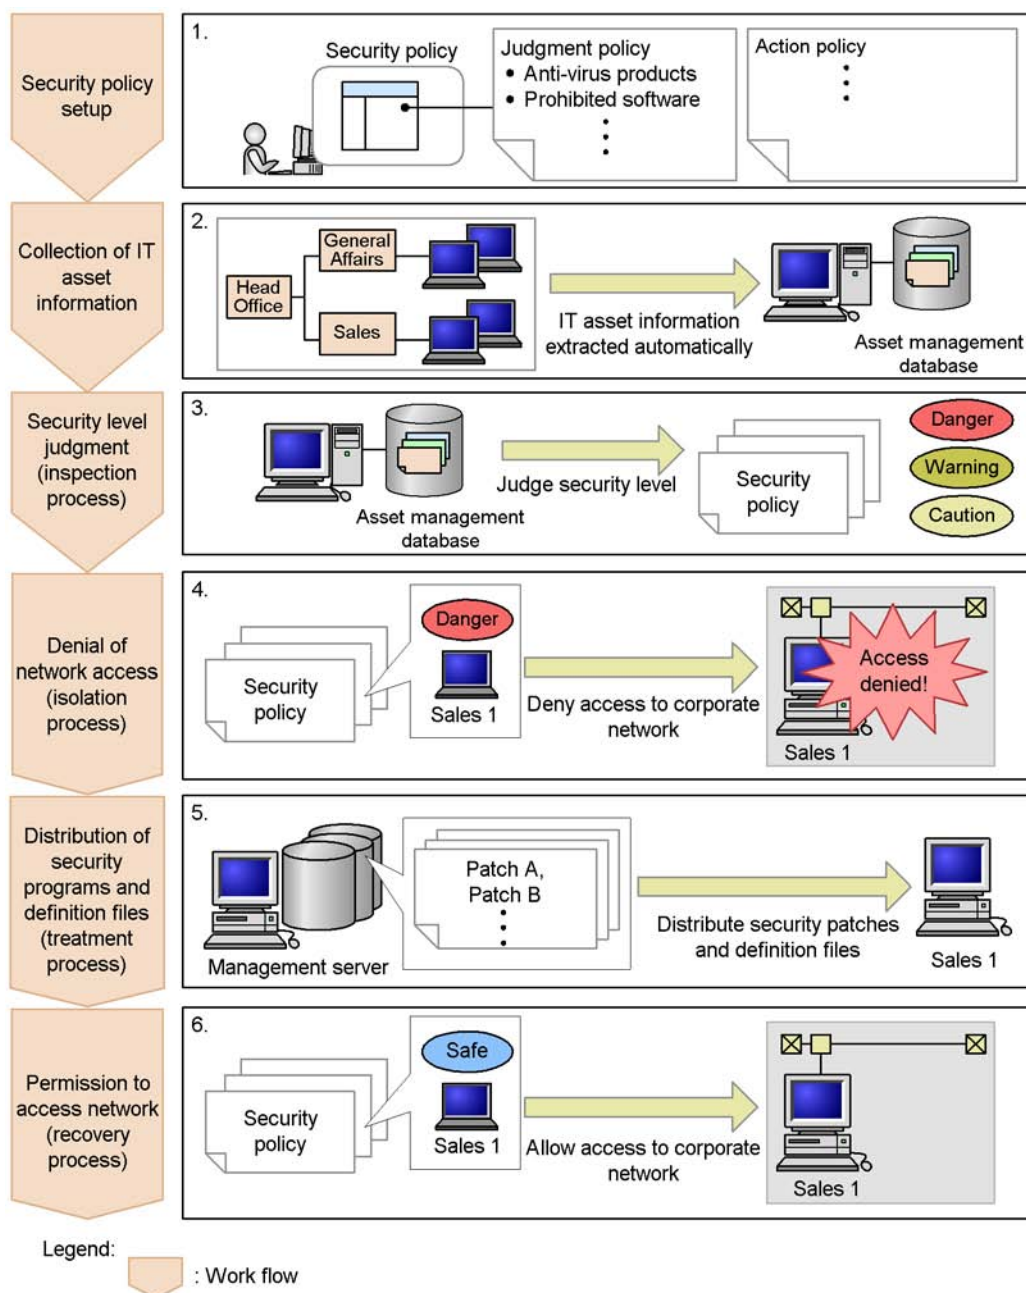 Security policy
setup
1.
Security policy
Judgment policy
• Anti-virus products
• Prohibited software
Action policy
Collection of IT
asset
information
2.
Head
Office
General
Affairs
Sales
IT asset information
extracted automatically
Asset management
database
Security level
judgment
(inspection
process)
3.
Asset management
database
Judge security level
Security
policy
Danger
Warning
Caution
Denial of
network access
(isolation
process)
4.
Security
policy
Danger
Sales 1
Deny access to corporate
network
Access
denied!
Sales 1
Distribution of
security
programs and
definition files
(treatment
process)
5.
Management server
Patch A,
Patch B
Distribute security patches
and definition files
Sales 1
Permission to
access network
(recovery
process)
6.
Security
policy
Safe
Sales 1
Allow access to corporate
network
Sales 1
Legend:
: Work flow